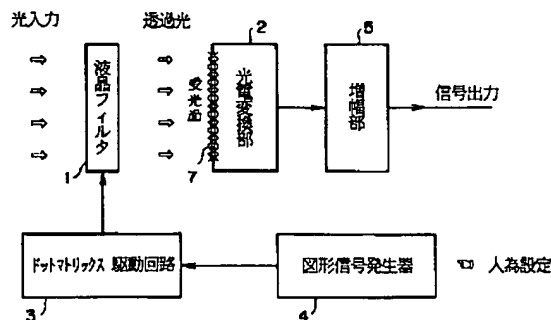 光入力
透過光
2
5
液晶フィルタ
受光面
光電変換部
増幅部
信号出力
1
7
ドットマトリックス 駆動回路
図形信号発生器
人為設定
3
4